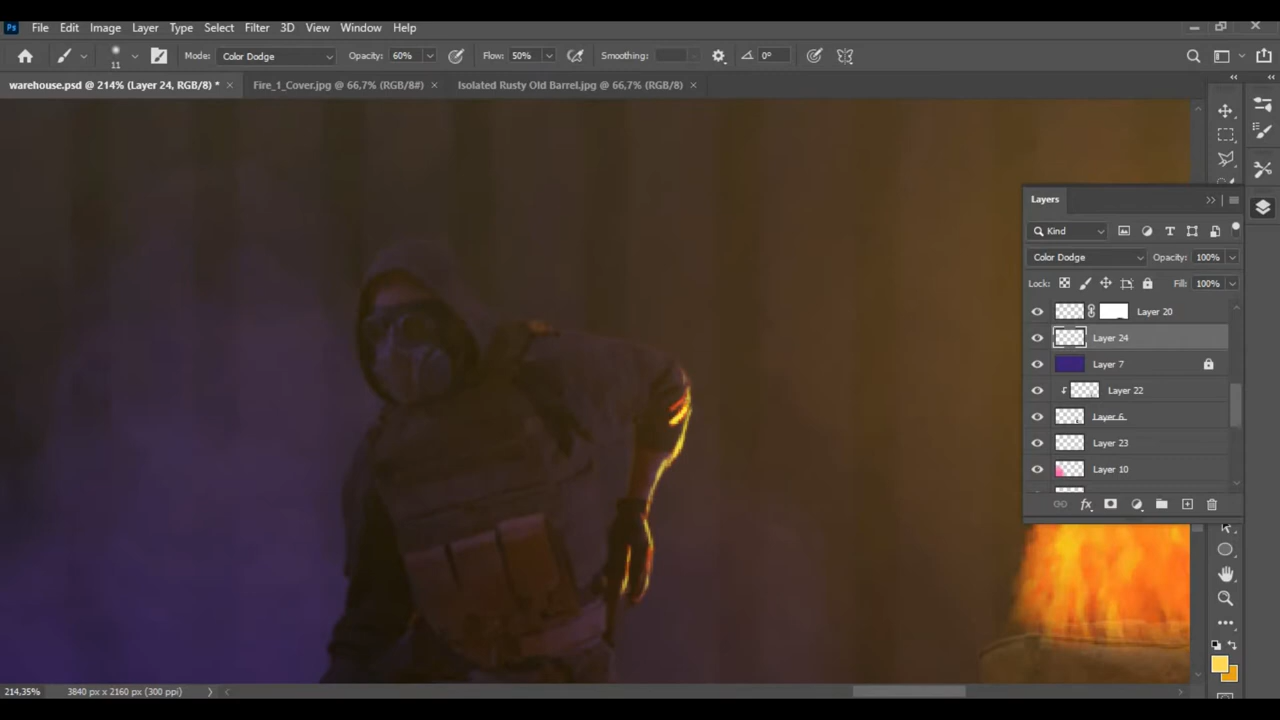 Ps File Edit Image Layer Type Select Filter 3D View Window Help
11 Mode: Color Dodge Opacity: 60% Flow: 50% Smoothing: 0°
warehouse.psd @ 214% (Layer 24, RGB/8) * Fire_1_Cover.jpg @ 66,7% (RGB/8#) Isolated Rusty Old Barrel.jpg @ 66,7% (RGB/8)
Layers
Kind
Color Dodge Opacity: 100%
Lock: Fill: 100%
Layer 20
Layer 24
Layer 7
Layer 22
Layer 6
Layer 23
Layer 10
fx
214,35% 3840 px x 2160 px (300 ppi)